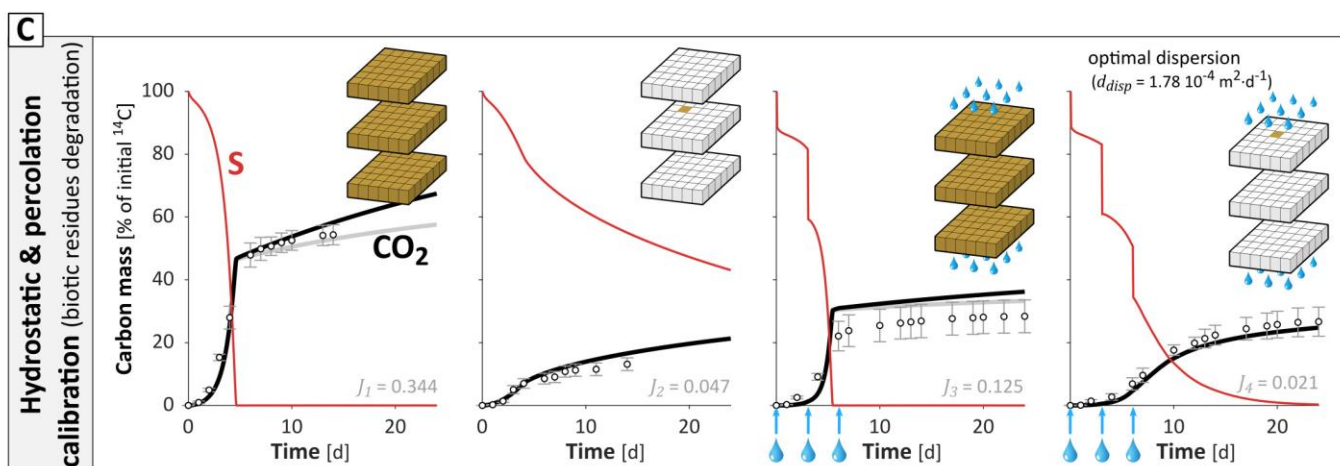 C
Hydrostatic & percolation
calibration (biotic residues degradation)
Carbon mass [% of initial ¹⁴C]
100
80
60
40
20
0
S
CO₂
J₁ = 0.344
0 10 20
Time [d]
J₂ = 0.047
0 10 20
Time [d]
J₃ = 0.125
0 10 20
Time [d]
optimal dispersion
(d_disp = 1.78 10⁻⁴ m²·d⁻¹)
J₄ = 0.021
0 10 20
Time [d]